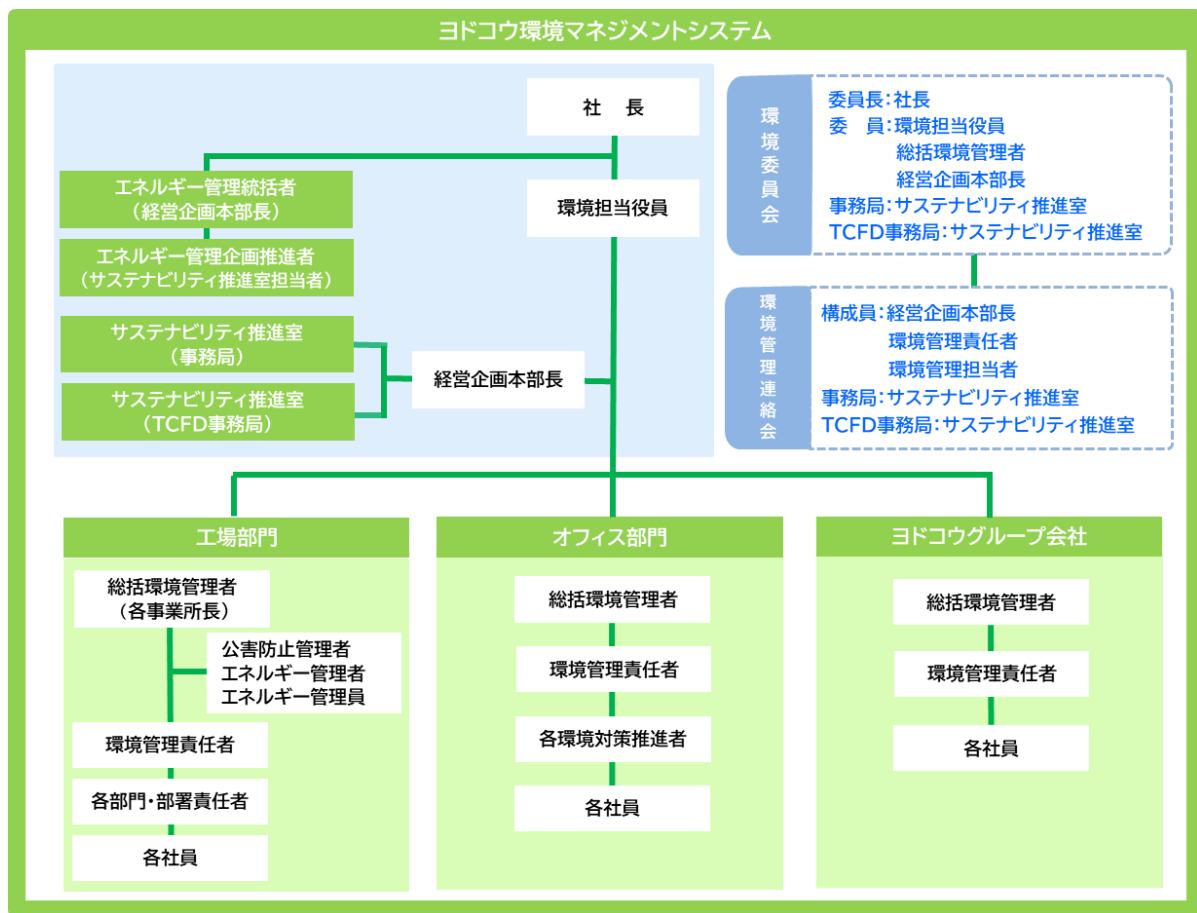 ヨドコウ環境マネジメントシステム
社　長
エネルギー管理統括者
（経営企画本部長）
環境担当役員
エネルギー管理企画推進者
（サステナビリティ推進室担当者）
サステナビリティ推進室
（事務局）
経営企画本部長
サステナビリティ推進室
（TCFD事務局）
環境委員会
委員長：社長
委　員：環境担当役員
総括環境管理者
経営企画本部長
事務局：サステナビリティ推進室
TCFD事務局：サステナビリティ推進室
環境管理連絡会
構成員：経営企画本部長
環境管理責任者
環境管理担当者
事務局：サステナビリティ推進室
TCFD事務局：サステナビリティ推進室
工場部門
総括環境管理者
（各事業所長）
公害防止管理者
エネルギー管理者
エネルギー管理員
環境管理責任者
各部門・部署責任者
各社員
オフィス部門
総括環境管理者
環境管理責任者
各環境対策推進者
各社員
ヨドコウグループ会社
総括環境管理者
環境管理責任者
各社員